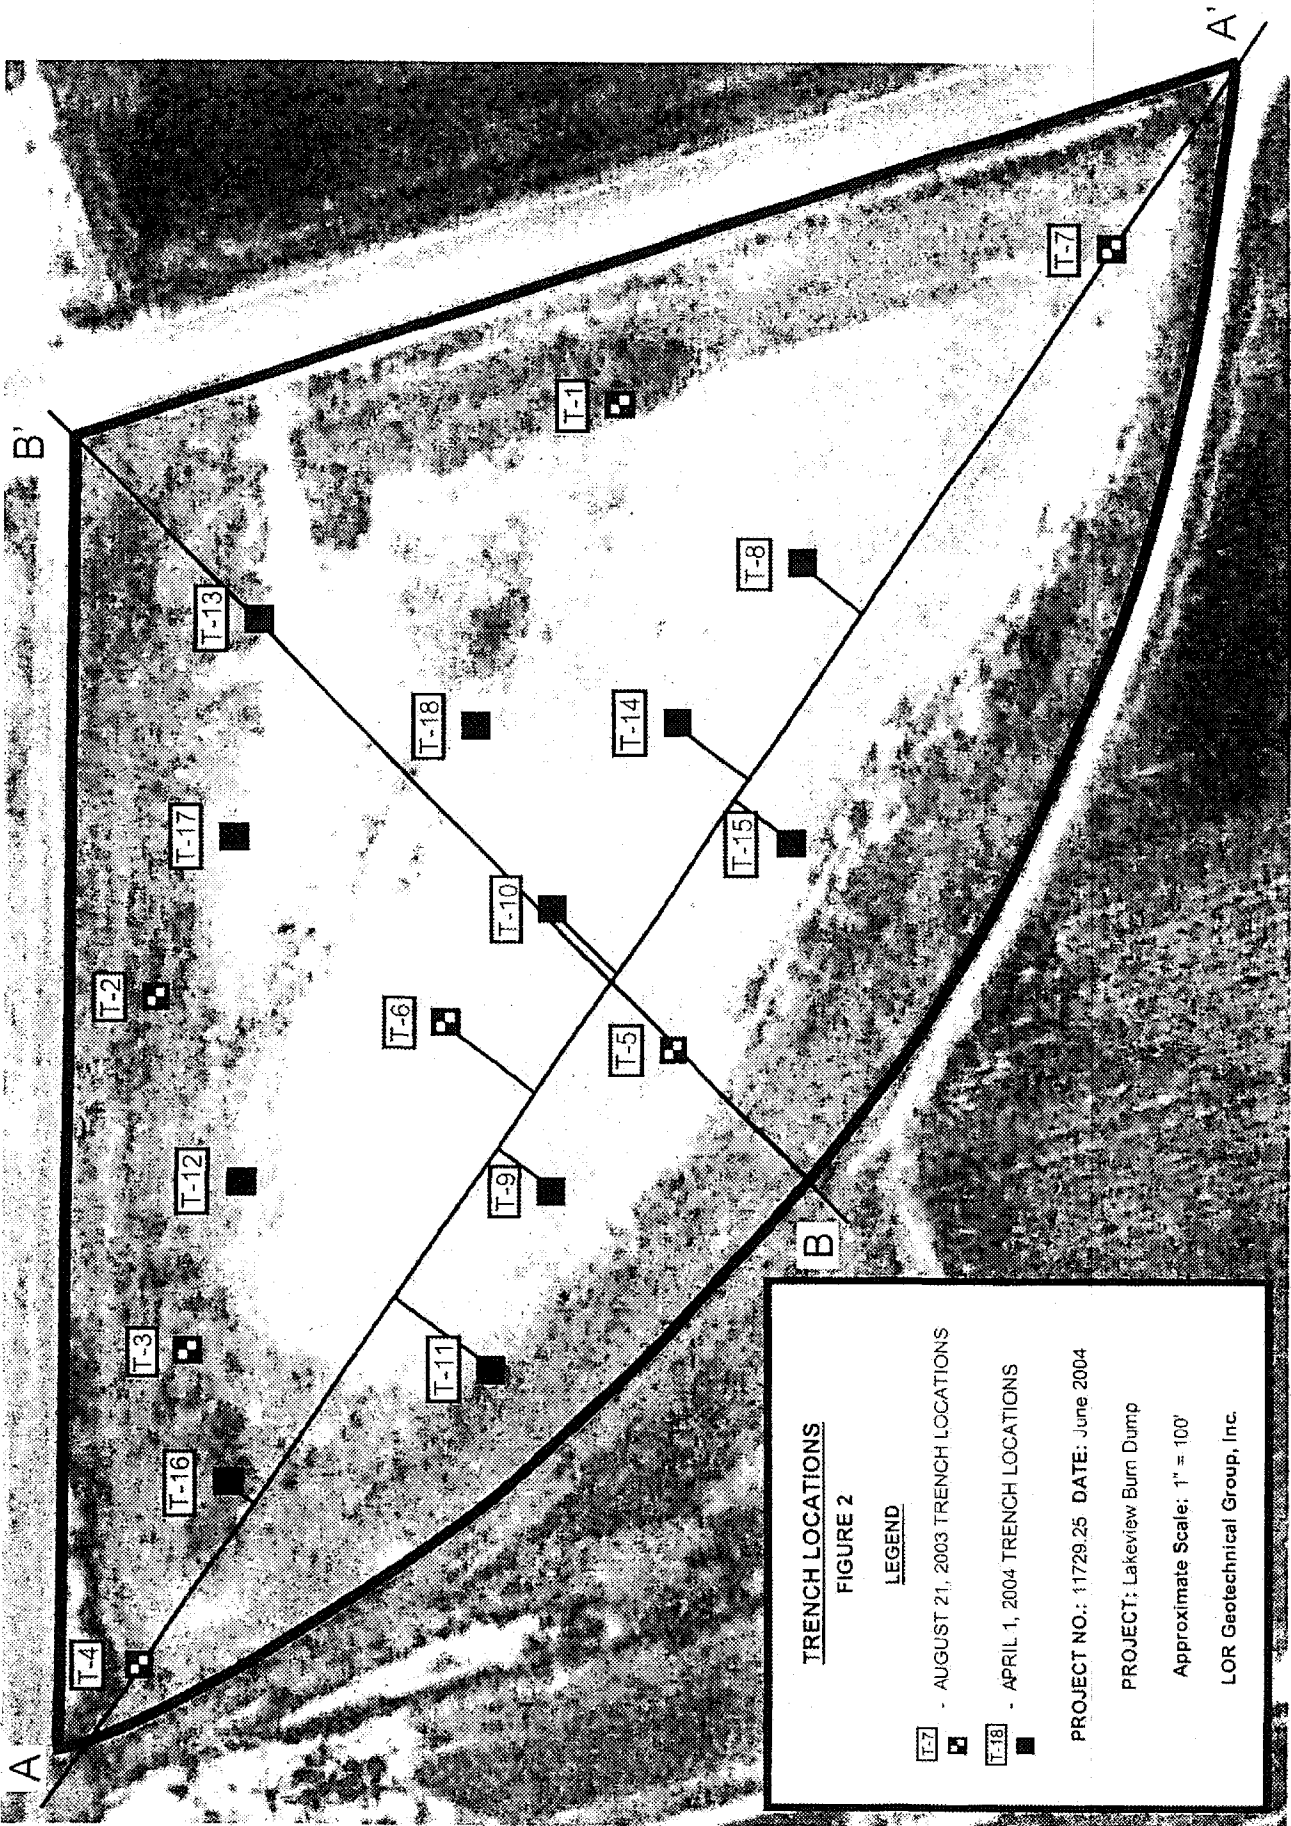 A
A'
B
B'
T-4
T-16
T-3
T-12
T-2
T-17
T-13
T-11
T-9
T-6
T-5
T-10
T-18
T-15
T-14
T-8
T-1
T-7
TRENCH LOCATIONS
FIGURE 2
LEGEND
T-7 - AUGUST 21, 2003 TRENCH LOCATIONS
T-18 - APRIL 1, 2004 TRENCH LOCATIONS
PROJECT NO.: 11729.25 DATE: June 2004
PROJECT: Lakeview Burn Dump
Approximate Scale: 1" = 100'
LOR Geotechnical Group, Inc.